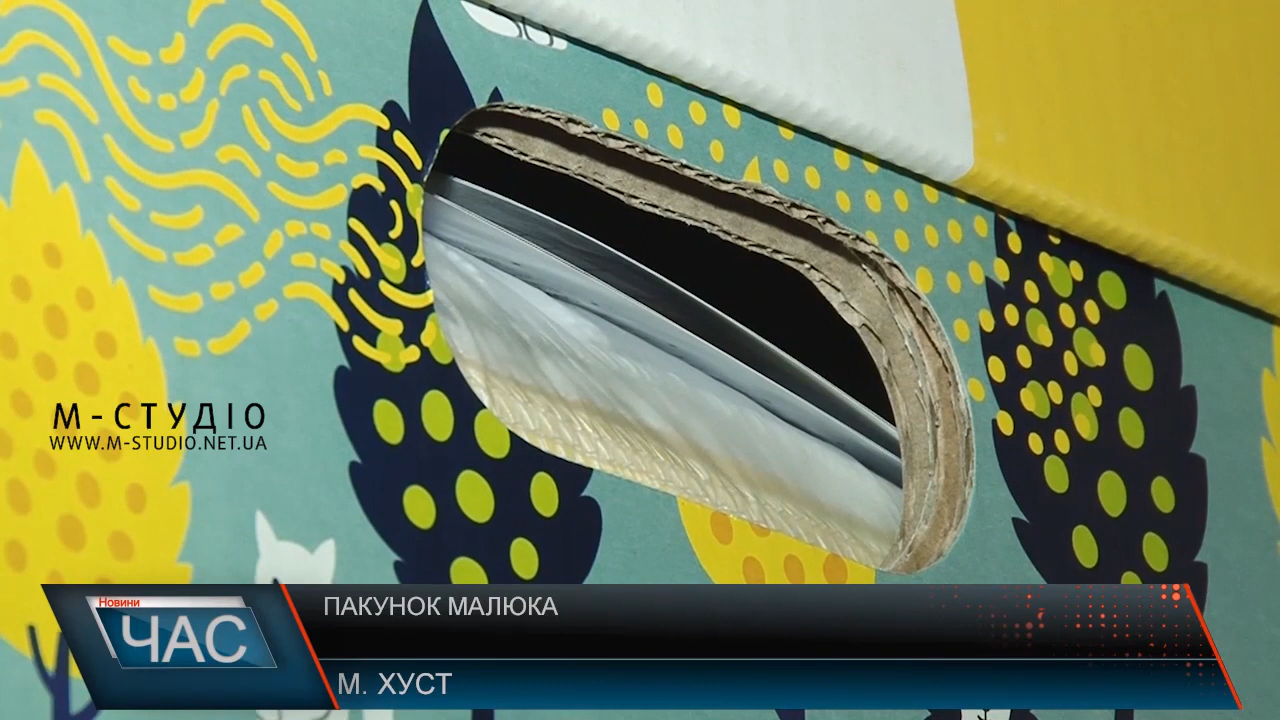 М-СТУДІО
WWW.M-STUDIO.NET.UA
Новини
ЧАС
ПАКУНОК МАЛЮКА
М. ХУСТ